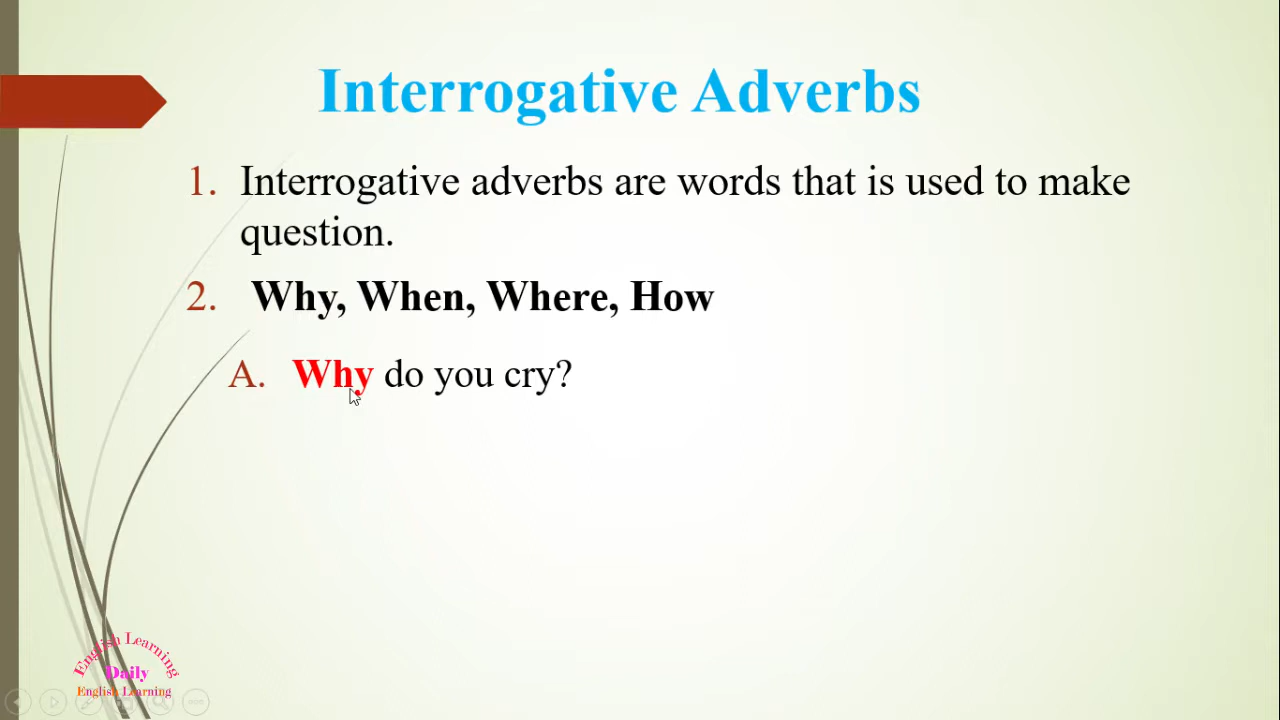 Interrogative Adverbs
1. Interrogative adverbs are words that is used to make
question.
2. Why, When, Where, How
A. Why do you cry?
English Learning
Daily
English Learning